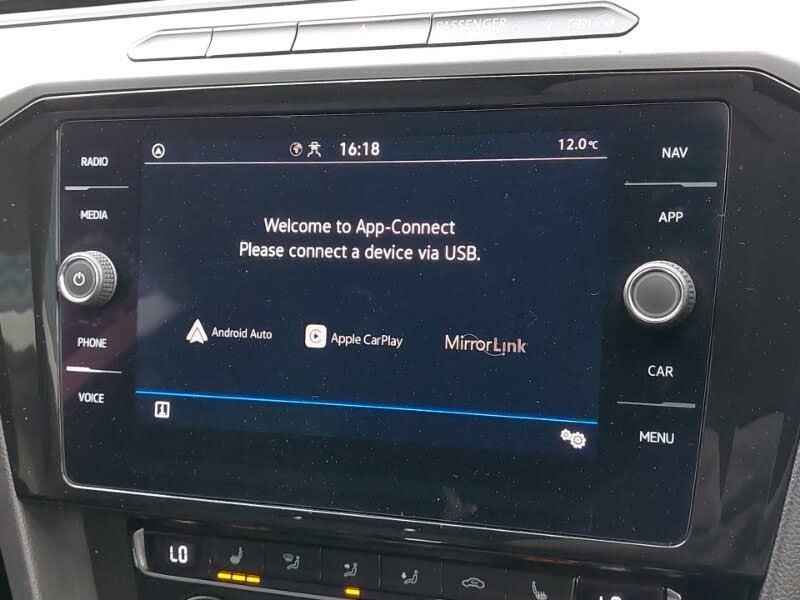 PASSENGER
RADIO
MEDIA
PHONE
VOICE
16:18
12.0°C
Welcome to App-Connect
Please connect a device via USB.
Android Auto
Apple CarPlay
MirrorLink
NAV
APP
CAR
MENU
LO